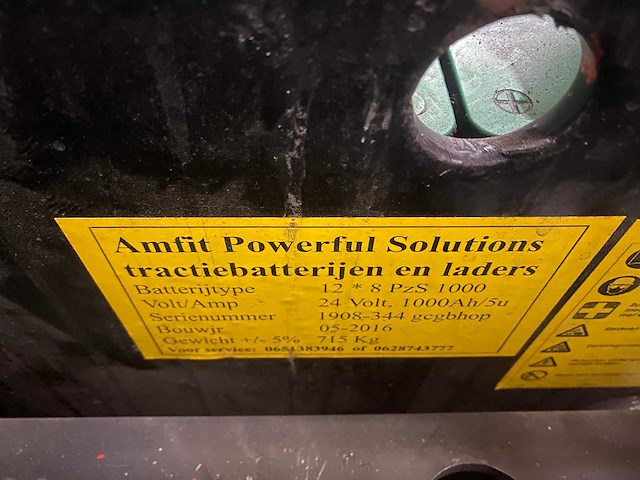 Amfit Powerful Solutions
tractiebatterijen en laders
Batterijtype 12 * 8 PzS 1000
Volt/Amp 24 Volt, 1000Ah/5u
Serienummer 1908-344 gcgbhop
Bouwjr 05-2016
Gewicht +/- 5% 715 Kg
Voor service: 0651383946 of 0628743777